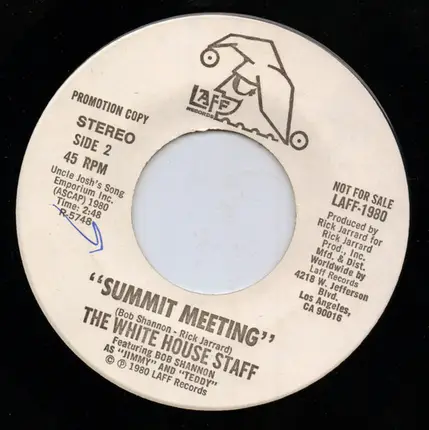 LAFF
RECORDS
PROMOTION COPY
STEREO
SIDE 2
45 RPM
Uncle Josh's Song
Emporium Inc.
(ASCAP) 1980
Time: 2:48
R-5748
NOT FOR SALE
LAFF-1980
Produced by
Rick Jarrard for
Rick Jarrard
Prod., Inc.
Mfd. & Dist.
Worldwide by
Laff Records
4218 W. Jefferson
Blvd.
Los Angeles,
CA 90016
"SUMMIT MEETING"
(Bob Shannon - Rick Jarrard)
THE WHITE HOUSE STAFF
Featuring BOB SHANNON
AS "JIMMY" AND "TEDDY"
© ℗ 1980 LAFF Records